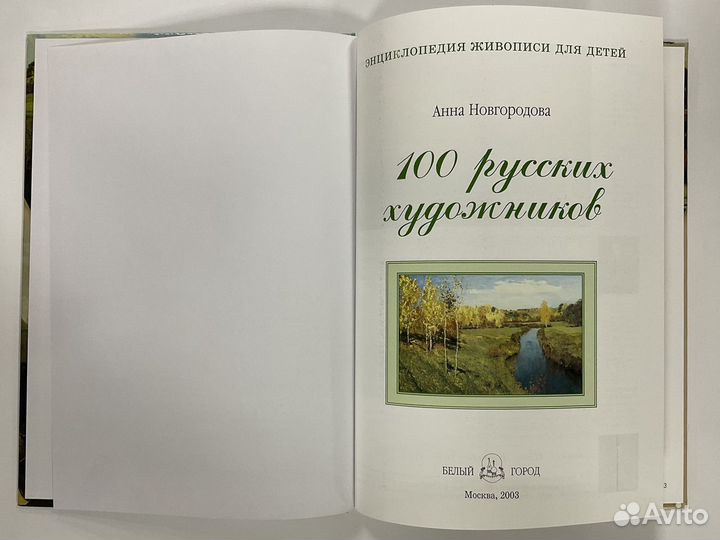 ЭНЦИКЛОПЕДИЯ ЖИВОПИСИ ДЛЯ ДЕТЕЙ
Анна Новгородова
100 русских
художников
БЕЛЫЙ ГОРОД
Москва, 2003
3
Avito